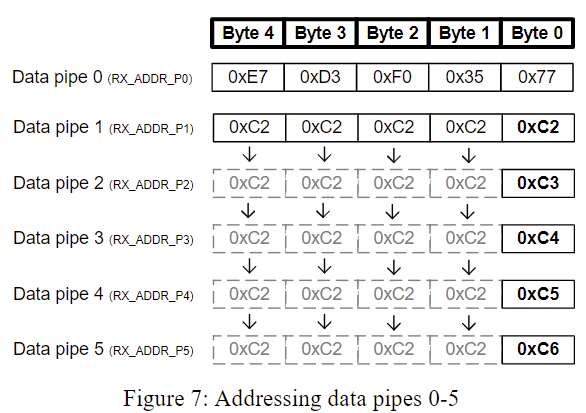 Byte 4 Byte 3 Byte 2 Byte 1 Byte 0
Data pipe 0 (RX_ADDR_P0) 0xE7 0xD3 0xF0 0x35 0x77
Data pipe 1 (RX_ADDR_P1) 0xC2 0xC2 0xC2 0xC2 0xC2
Data pipe 2 (RX_ADDR_P2) 0xC2 0xC2 0xC2 0xC2 0xC3
Data pipe 3 (RX_ADDR_P3) 0xC2 0xC2 0xC2 0xC2 0xC4
Data pipe 4 (RX_ADDR_P4) 0xC2 0xC2 0xC2 0xC2 0xC5
Data pipe 5 (RX_ADDR_P5) 0xC2 0xC2 0xC2 0xC2 0xC6
Figure 7: Addressing data pipes 0-5